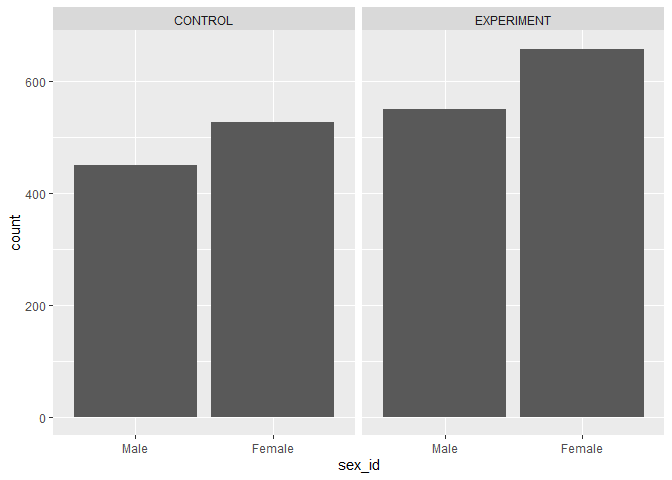 CONTROL EXPERIMENT
600
400
200
0
count
Male Female Male Female
sex_id